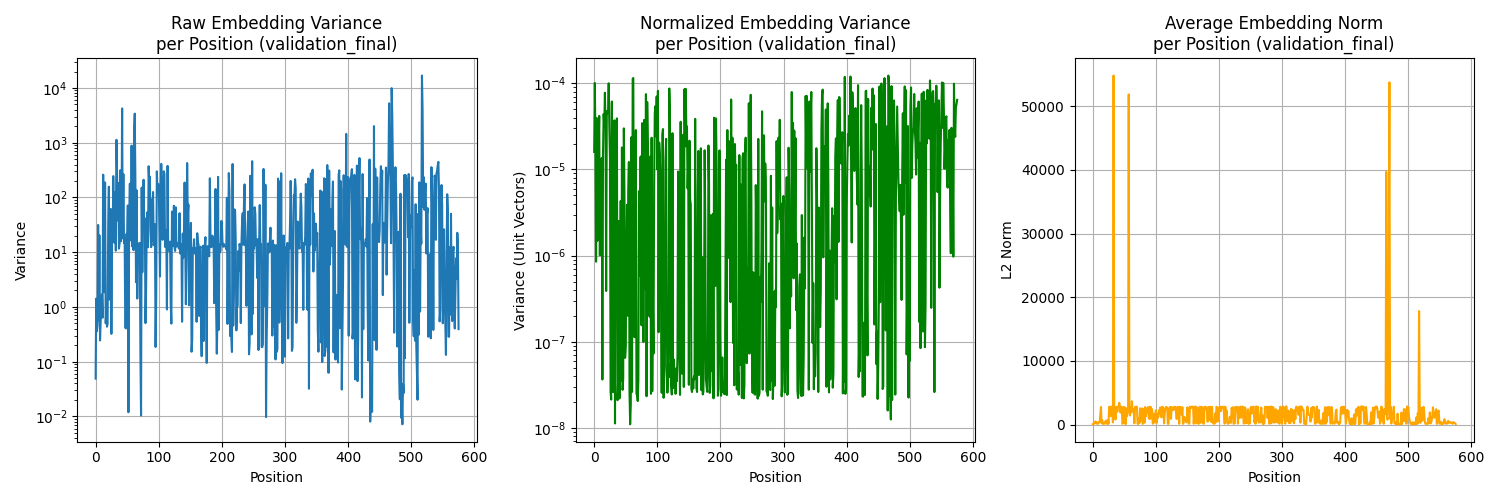 Raw Embedding Variance
per Position (validation_final)
Variance
10^4
10^3
10^2
10^1
10^0
10^-1
10^-2
0 100 200 300 400 500 600
Position
Normalized Embedding Variance
per Position (validation_final)
Variance (Unit Vectors)
10^-4
10^-5
10^-6
10^-7
10^-8
0 100 200 300 400 500 600
Position
Average Embedding Norm
per Position (validation_final)
L2 Norm
50000
40000
30000
20000
10000
0
0 100 200 300 400 500 600
Position